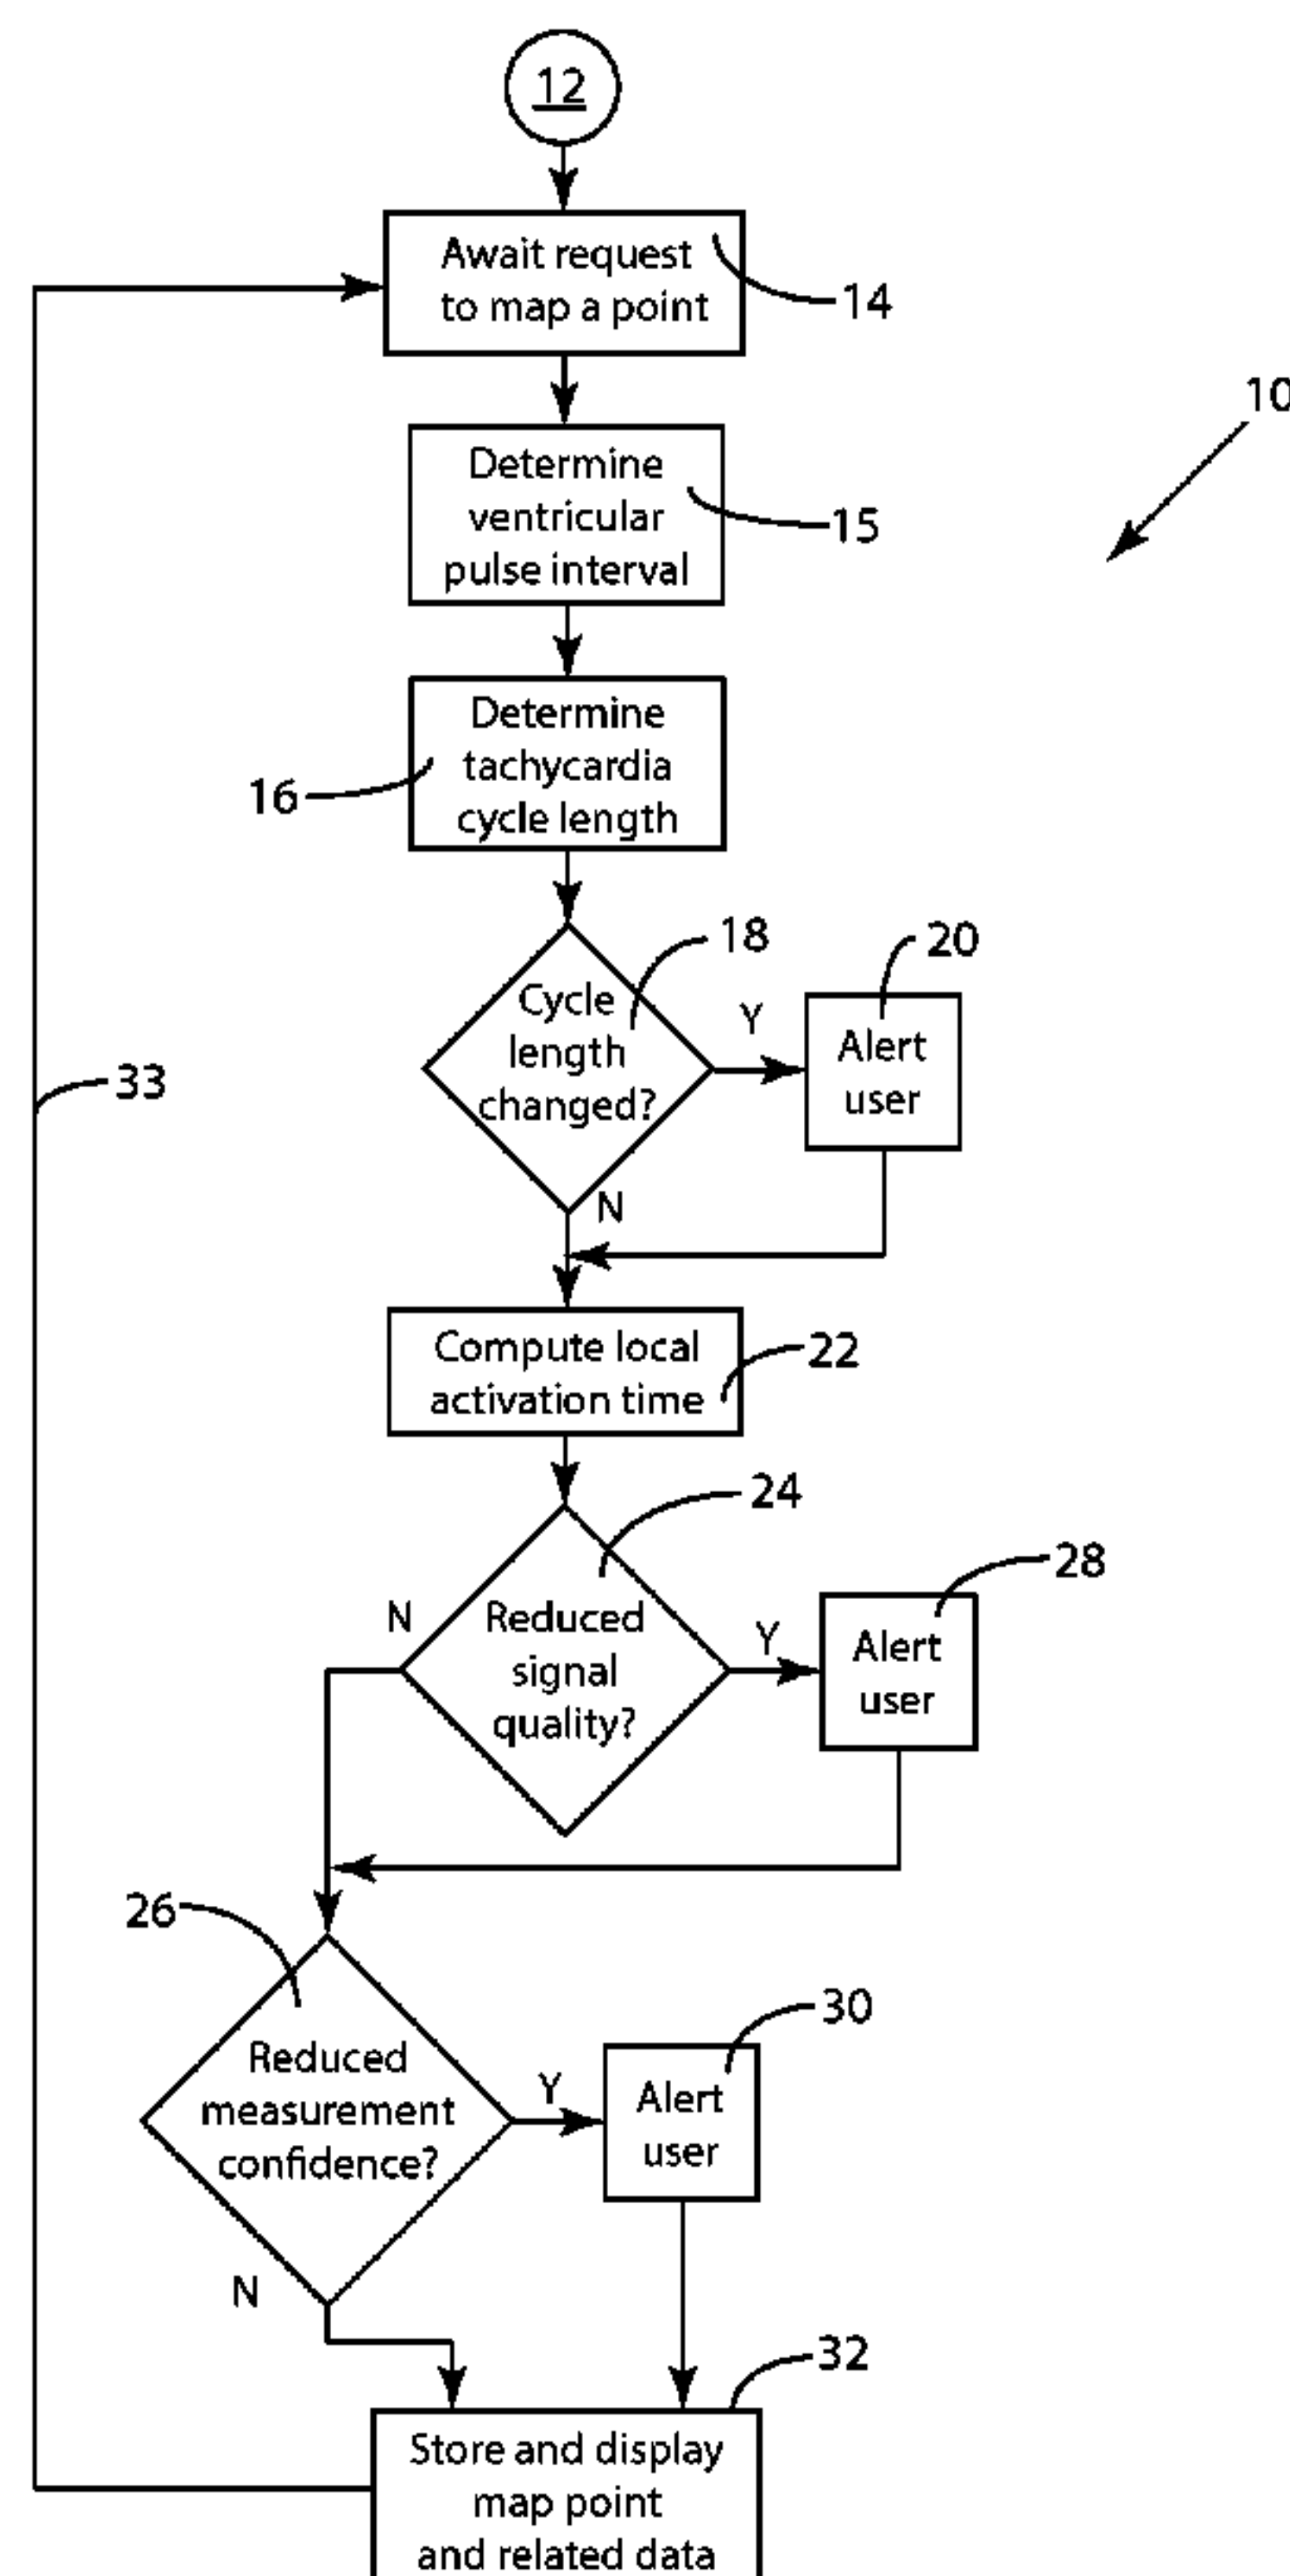 12
Await request
to map a point
14
10
Determine
ventricular
pulse interval
15
Determine
tachycardia
cycle length
16
18
20
Cycle
length
changed?
Y
Alert
user
33
N
Compute local
activation time
22
24
28
N
Reduced
signal
quality?
Y
Alert
user
26
30
Reduced
measurement
confidence?
Y
Alert
user
N
32
Store and display
map point
and related data